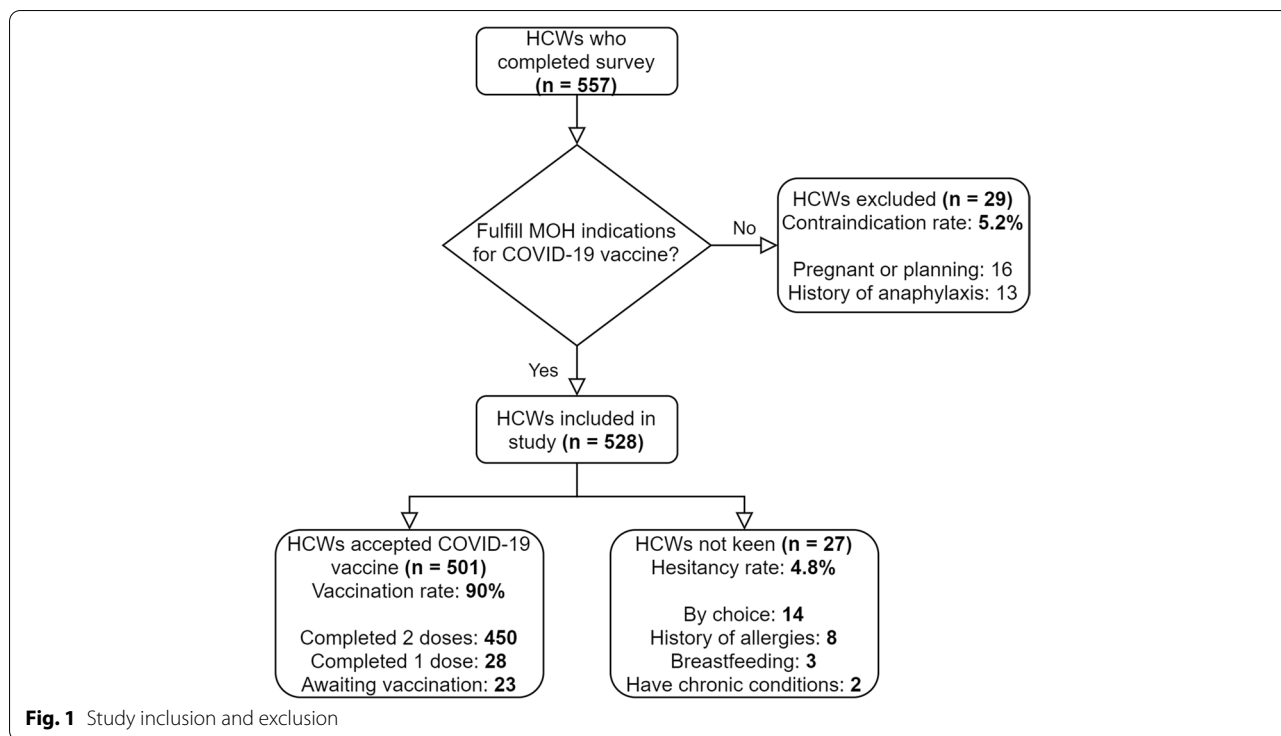 HCWs who
completed survey
(n = 557)
Fulfill MOH indications
for COVID-19 vaccine?
No
HCWs excluded (n = 29)
Contraindication rate: 5.2%
Pregnant or planning: 16
History of anaphylaxis: 13
Yes
HCWs included in
study (n = 528)
HCWs accepted COVID-19
vaccine (n = 501)
Vaccination rate: 90%
Completed 2 doses: 450
Completed 1 dose: 28
Awaiting vaccination: 23
HCWs not keen (n = 27)
Hesitancy rate: 4.8%
By choice: 14
History of allergies: 8
Breastfeeding: 3
Have chronic conditions: 2
Fig. 1 Study inclusion and exclusion